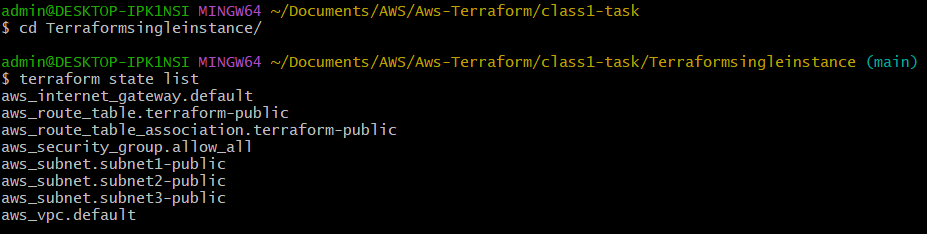 admin@DESKTOP-IPK1NSI MINGW64 ~/Documents/AWS/Aws-Terraform/class1-task
$ cd Terraformsingleinstance/
admin@DESKTOP-IPK1NSI MINGW64 ~/Documents/AWS/Aws-Terraform/class1-task/Terraformsingleinstance (main)
$ terraform state list
aws_internet_gateway.default
aws_route_table.terraform-public
aws_route_table_association.terraform-public
aws_security_group.allow_all
aws_subnet.subnet1-public
aws_subnet.subnet2-public
aws_subnet.subnet3-public
aws_vpc.default